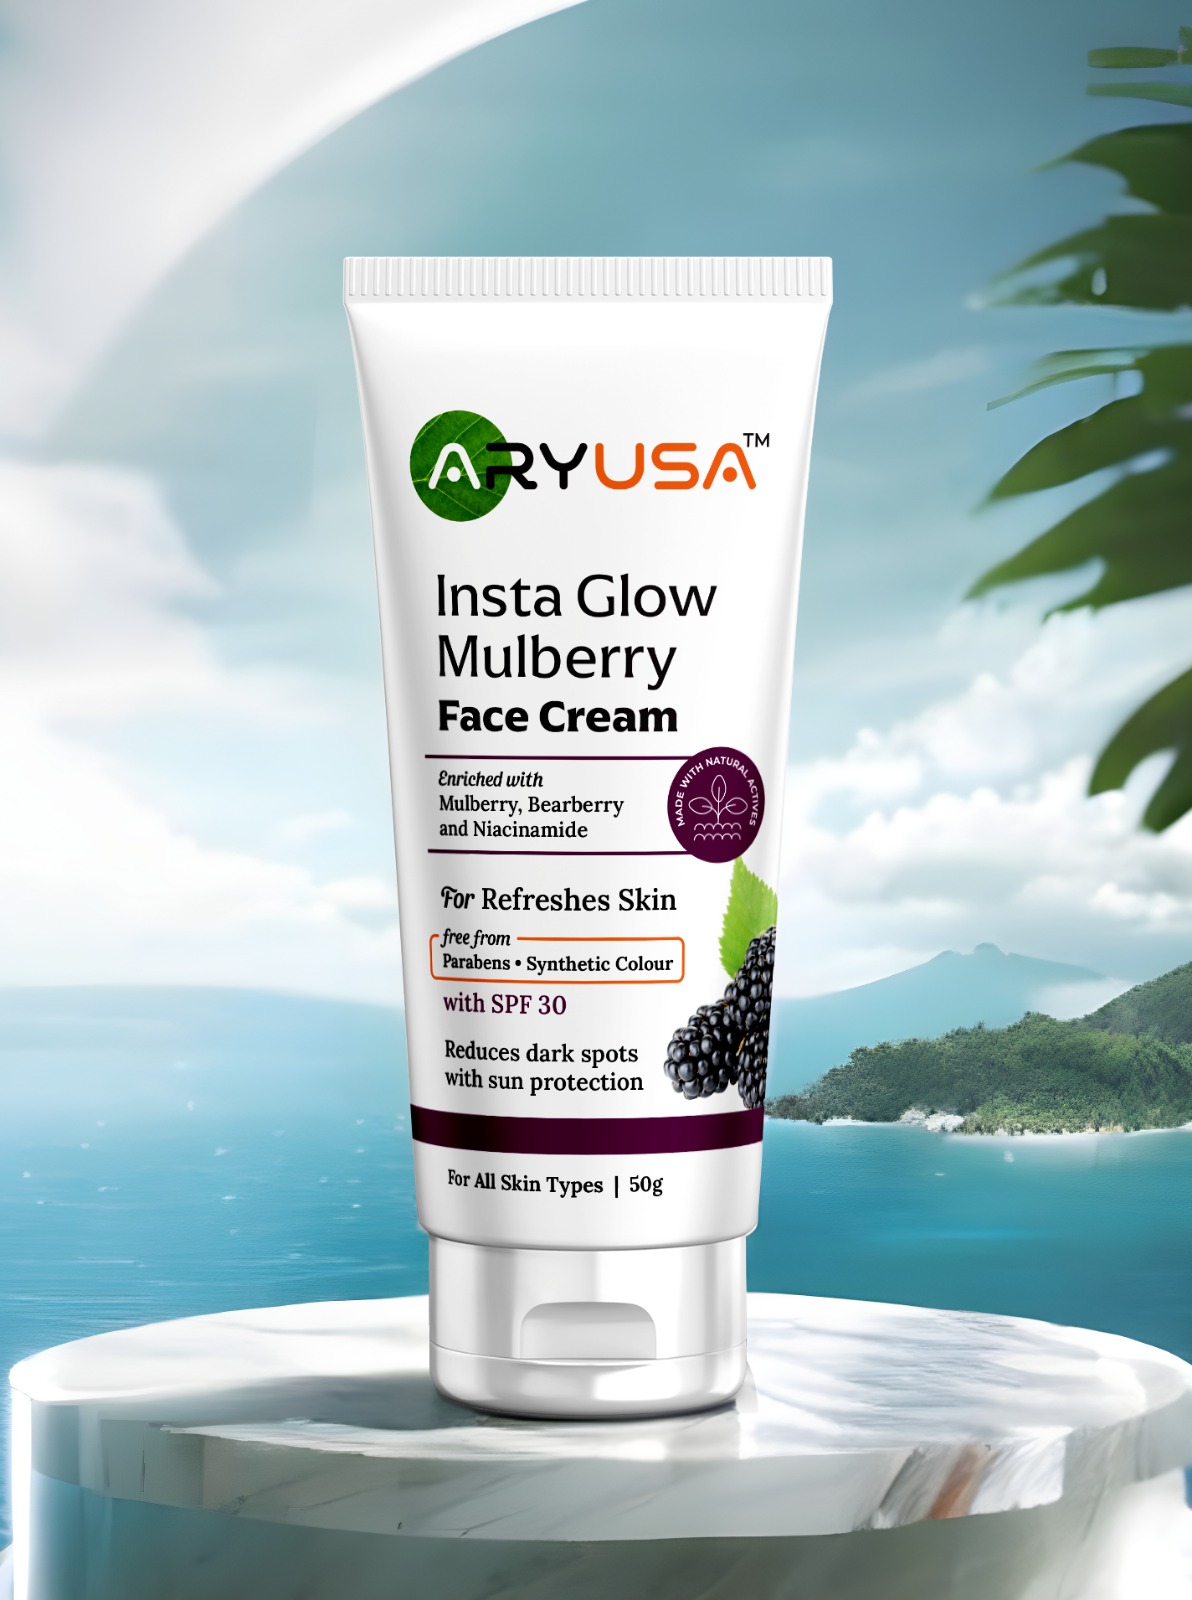 ARYUSA™
Insta Glow
Mulberry
Face Cream
Enriched with
Mulberry, Bearberry
and Niacinamide
MADE WITH NATURAL ACTIVES
For Refreshes Skin
free from
Parabens • Synthetic Colour
with SPF 30
Reduces dark spots
with sun protection
For All Skin Types | 50g